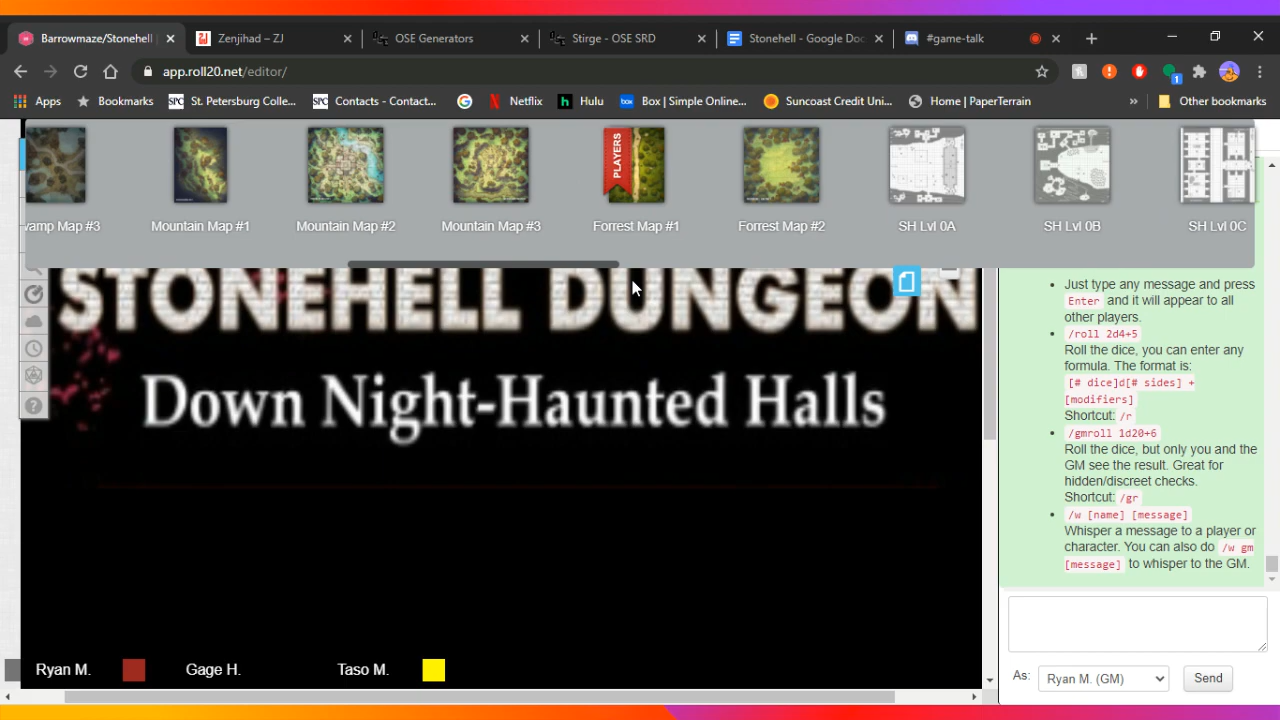 Barrowmaze/Stonehell
Zenjihad – ZJ
OSE Generators
Stirge - OSE SRD
Stonehell - Google Doc
#game-talk
app.roll20.net/editor/
1
Apps
Bookmarks
SPC
St. Petersburg Colle...
SPC
Contacts - Contact...
Netflix
Hulu
box
Box | Simple Online...
Suncoast Credit Uni...
Home | PaperTerrain
»
Other bookmarks
PLAYERS
vamp Map #3
Mountain Map #1
Mountain Map #2
Mountain Map #3
Forrest Map #1
Forrest Map #2
SH Lvl 0A
SH Lvl 0B
SH Lvl 0C
STONEHELL DUNGEON
Down Night-Haunted Halls
Ryan M.
Gage H.
Taso M.
• Just type any message and press
Enter and it will appear to all
other players.
• /roll 2d4+5
Roll the dice, you can enter any
formula. The format is:
[# dice]d[# sides] +
[modifiers]
Shortcut: /r
• /gmroll 1d20+6
Roll the dice, but only you and the
GM see the result. Great for
hidden/discreet checks.
Shortcut: /gr
• /w [name] [message]
Whisper a message to a player or
character. You can also do /w gm
[message] to whisper to the GM.
As:
Ryan M. (GM)
Send